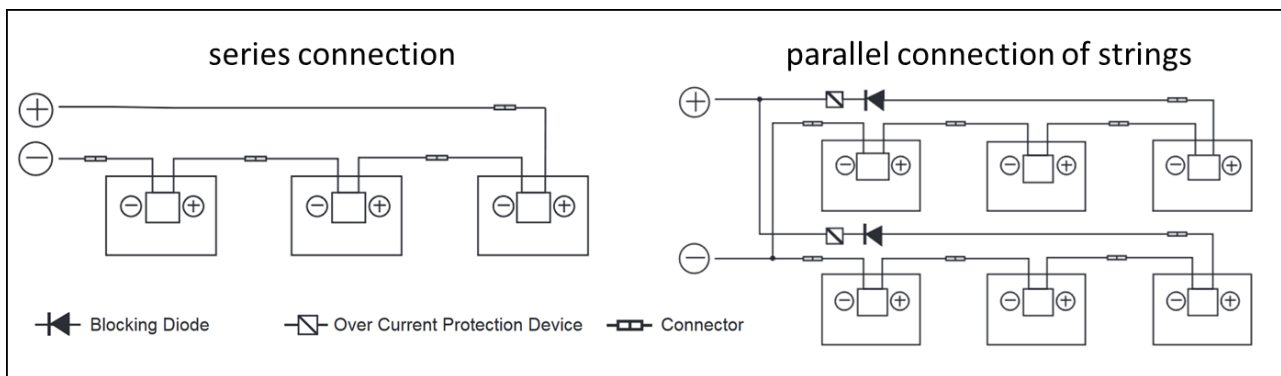 series connection
parallel connection of strings
+
−
− + − + − +
+
−
− + − + − +
− + − + − +
Blocking Diode
Over Current Protection Device
Connector